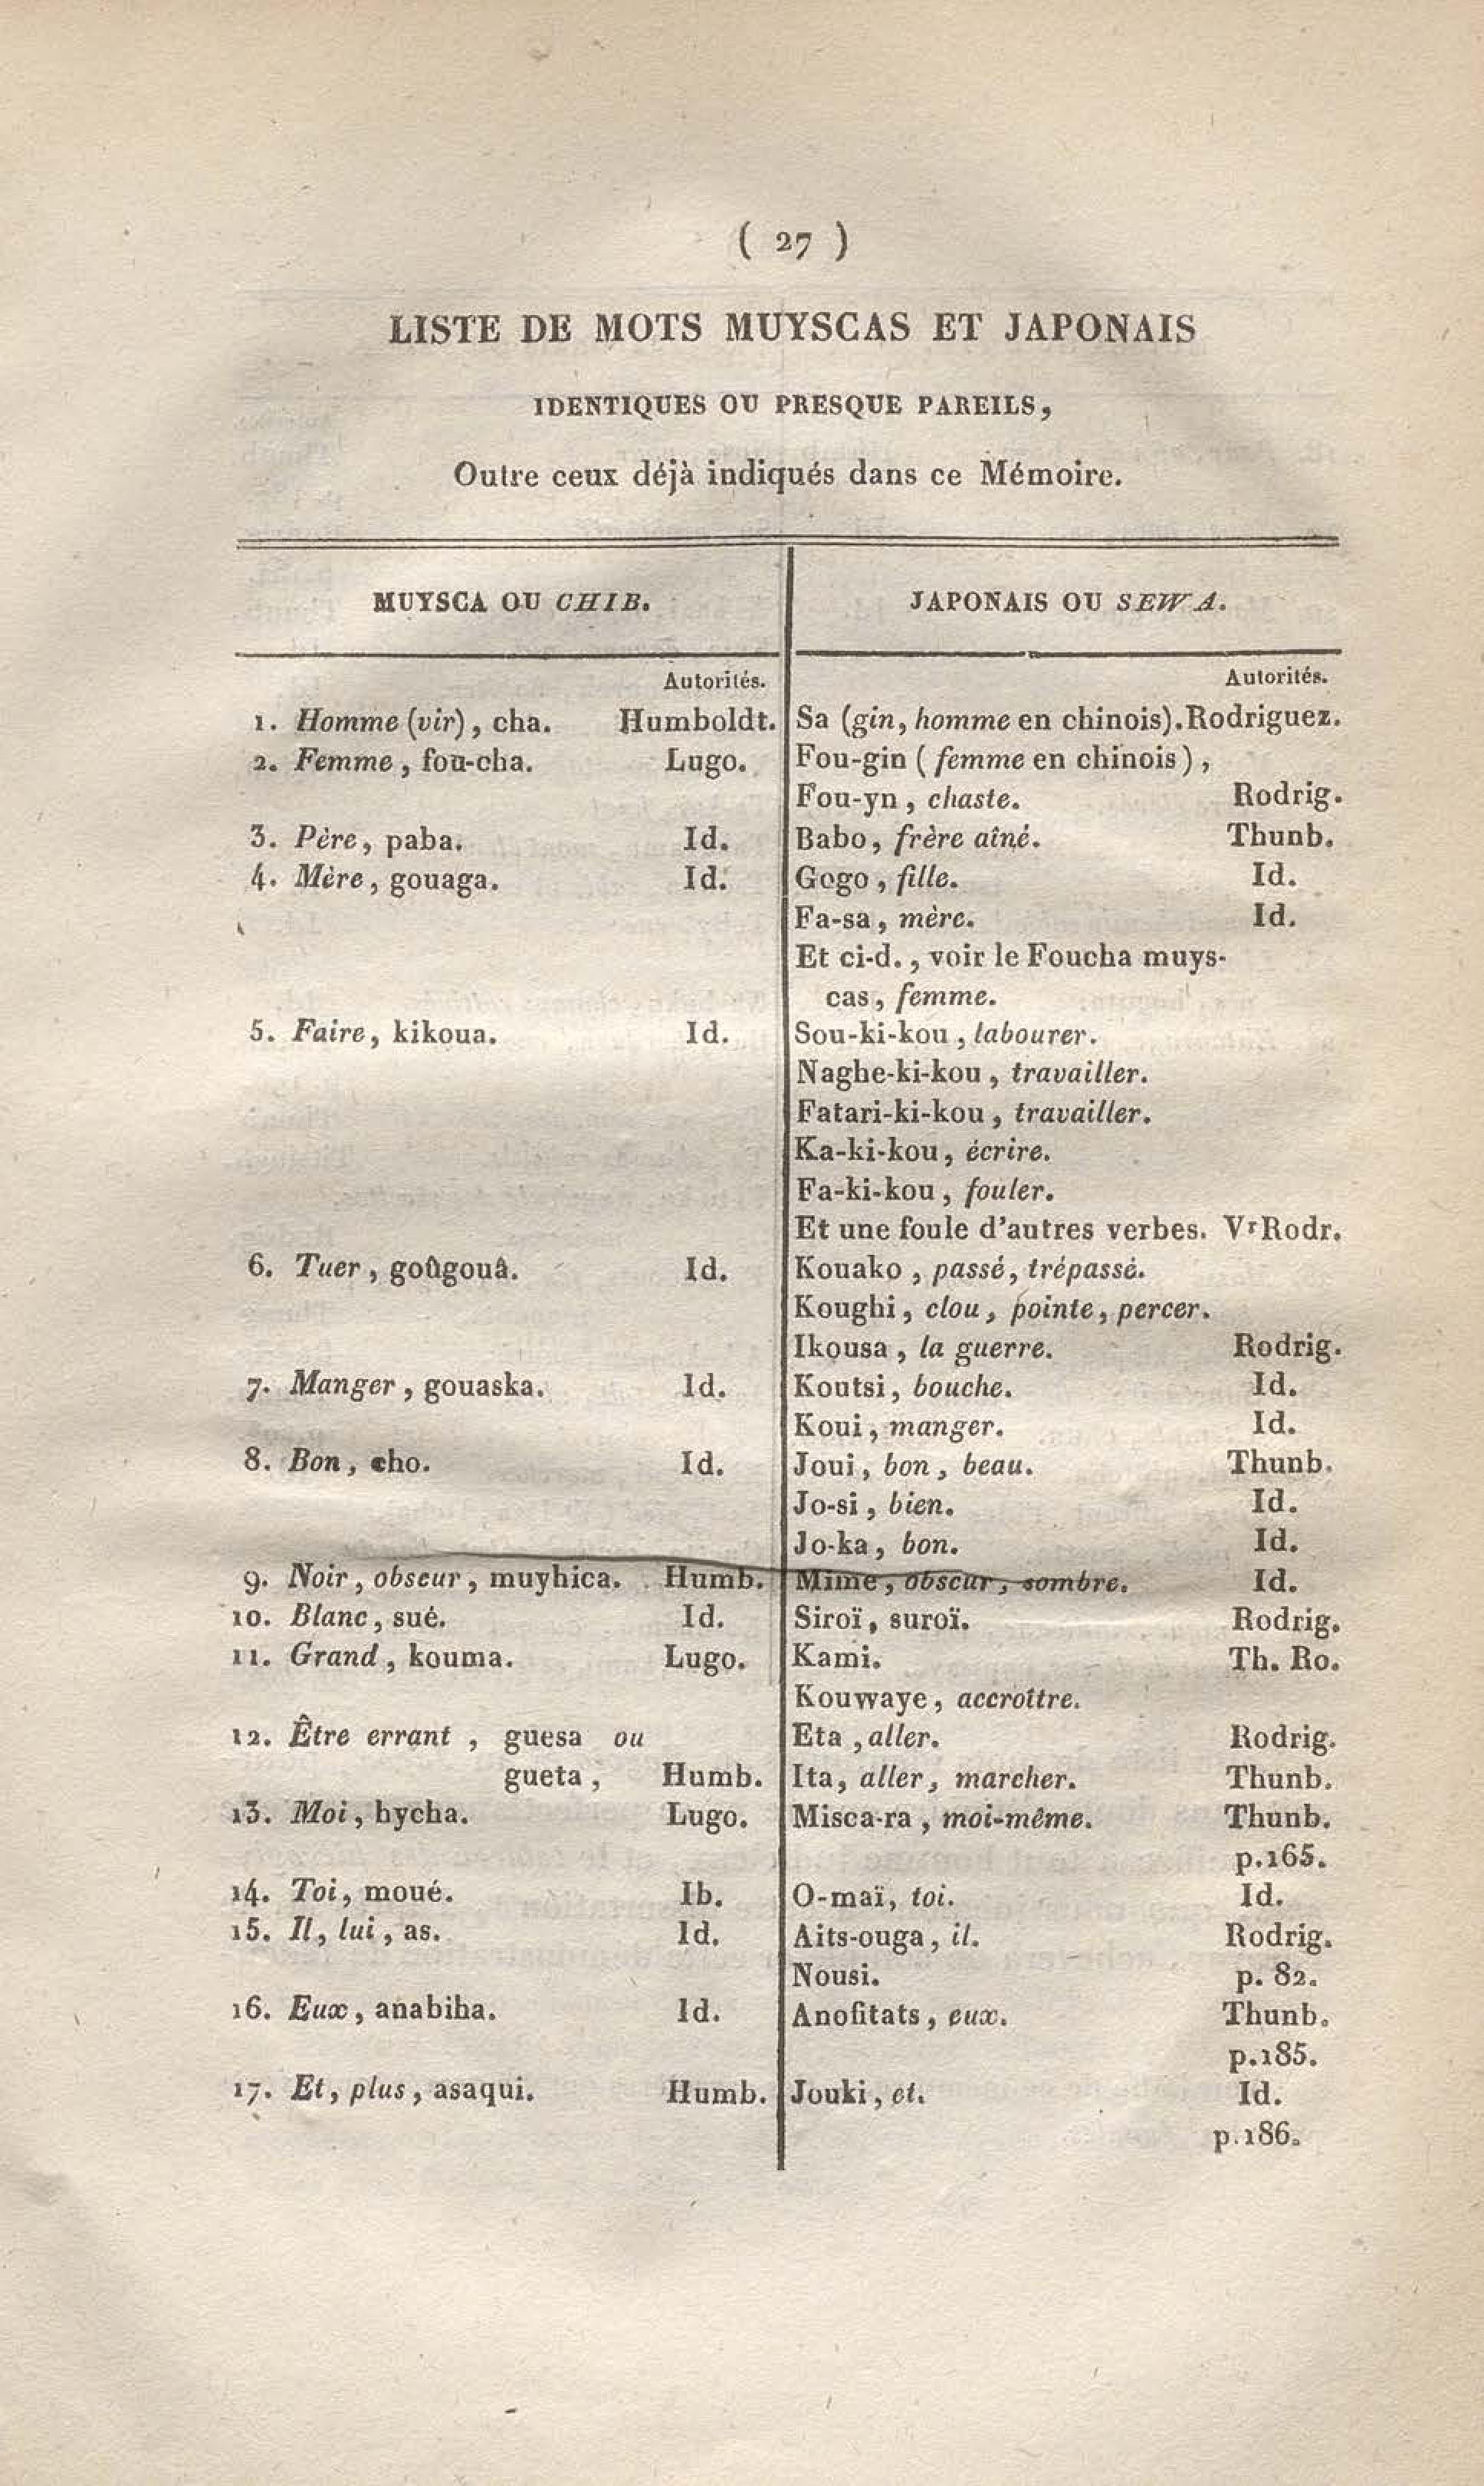 ( 27 )
LISTE DE MOTS MUYSCAS ET JAPONAIS
IDENTIQUES OU PRESQUE PAREILS,
Outre ceux déjà indiqués dans ce Mémoire.
MUYSCA OU CHIB. JAPONAIS OU SEWA.
Autorités. Autorités.
1. Homme (vir), cha. Humboldt. Sa (gin, homme en chinois). Rodriguez.
2. Femme, fou-cha. Lugo. Fou-gin (femme en chinois),
Fou-yn, chaste. Rodrig.
3. Père, paba. Id. Babo, frère aîné. Thunb.
4. Mère, gouaga. Id. Gogo, fille. Id.
Fa-sa, mère. Id.
Et ci-d., voir le Foucha muys-
cas, femme.
5. Faire, kikoua. Id. Sou-ki-kou, labourer.
Naghe-ki-kou, travailler.
Fatari-ki-kou, travailler.
Ka-ki-kou, écrire.
Fa-ki-kou, fouler.
Et une foule d'autres verbes. Vr Rodr.
6. Tuer, goûgouâ. Id. Kouako, passé, trépassé.
Koughi, clou, pointe, percer.
Ikousa, la guerre. Rodrig.
7. Manger, gouaska. Id. Koutsi, bouche. Id.
Koui, manger. Id.
8. Bon, cho. Id. Joui, bon, beau. Thunb.
Jo-si, bien. Id.
Jo-ka, bon. Id.
9. Noir, obscur, muyhica. Humb. Mime, obscur, sombre. Id.
10. Blanc, sué. Id. Siroï, suroï. Rodrig.
11. Grand, kouma. Lugo. Kami. Th. Ro.
Kouwaye, accroître.
12. Être errant, guesa ou Eta, aller. Rodrig.
gueta, Humb. Ita, aller, marcher. Thunb.
13. Moi, hycha. Lugo. Misca-ra, moi-même. Thunb.
p. 165.
14. Toi, moué. Ib. O-maï, toi. Id.
15. Il, lui, as. Id. Aits-ouga, il. Rodrig.
Nousi. p. 82.
16. Eux, anabiha. Id. Anofitats, eux. Thunb.
p. 185.
17. Et, plus, asaqui. Humb. Jouki, et. Id.
p. 186.